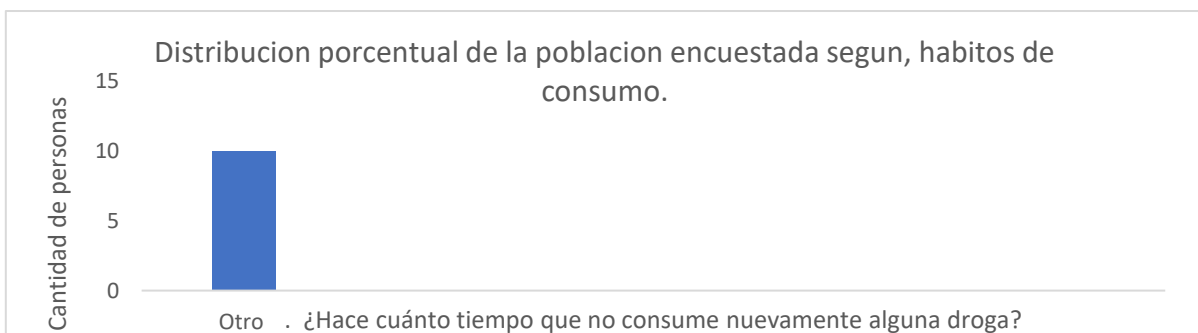 Distribucion porcentual de la poblacion encuestada segun, habitos de
consumo.
15
10
5
0
Cantidad de personas
Otro
. ¿Hace cuánto tiempo que no consume nuevamente alguna droga?